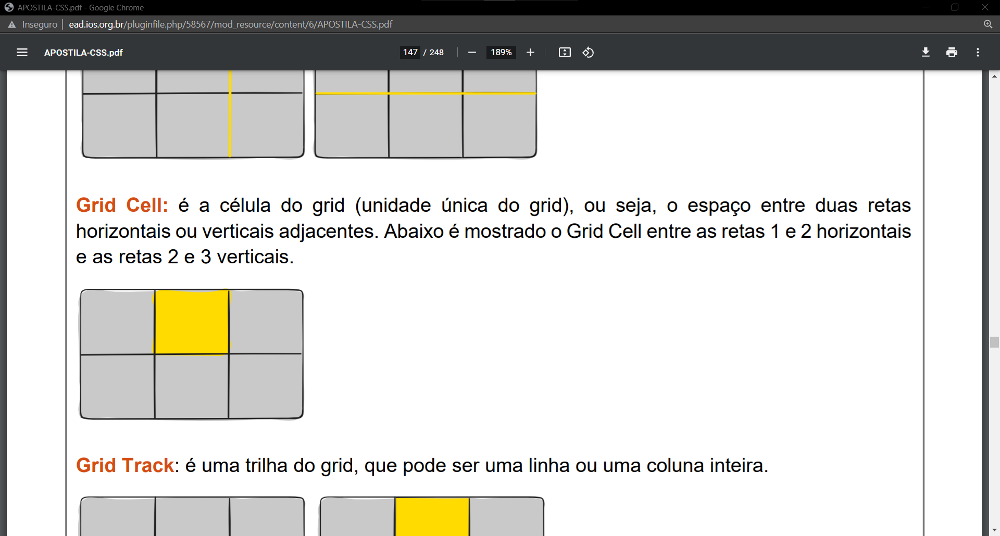 APOSTILA-CSS.pdf - Google Chrome
Inseguro | ead.ios.org.br/pluginfile.php/58567/mod_resource/content/6/APOSTILA-CSS.pdf
APOSTILA-CSS.pdf 147 / 248 189%
Grid Cell: é a célula do grid (unidade única do grid), ou seja, o espaço entre duas retas
horizontais ou verticais adjacentes. Abaixo é mostrado o Grid Cell entre as retas 1 e 2 horizontais
e as retas 2 e 3 verticais.
Grid Track: é uma trilha do grid, que pode ser uma linha ou uma coluna inteira.